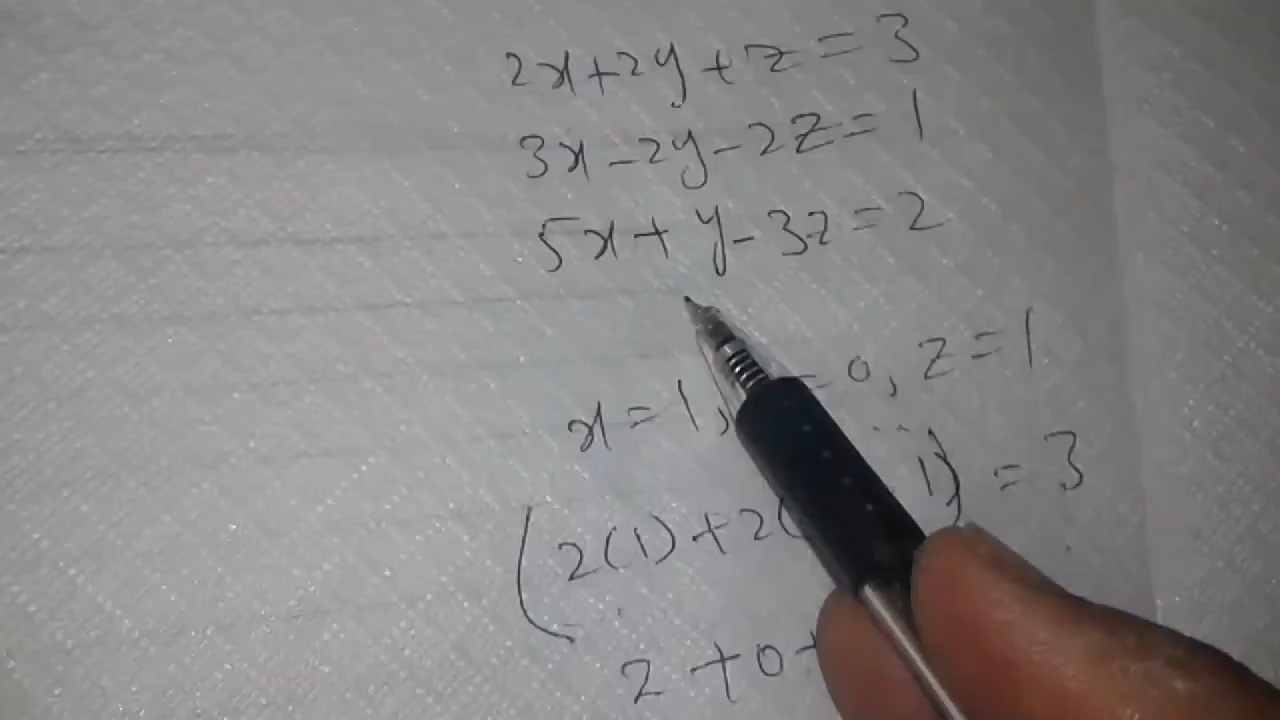 2x+2y+z=3
3x-2y-2z=1
5x+y-3z=2
x=1, =0, z=1
(2(1)+2( 1)=3
2+0+